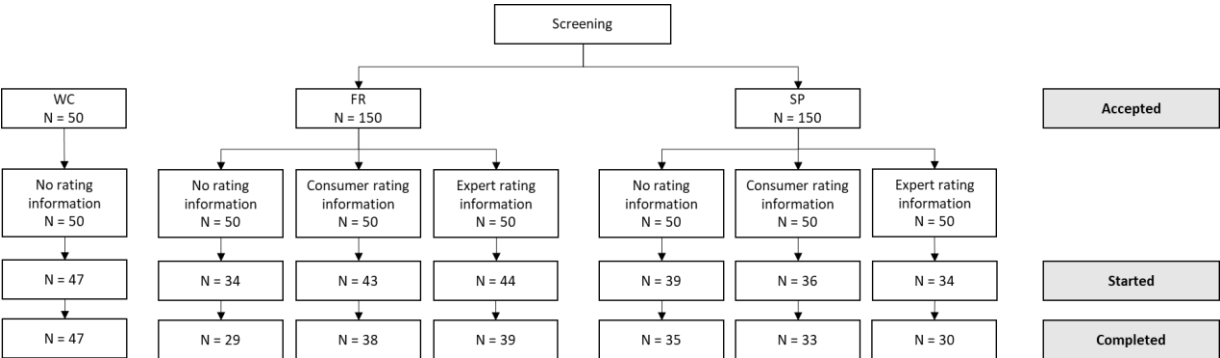 Screening
WC
N = 50
FR
N = 150
SP
N = 150
Accepted
No rating
information
N = 50
No rating
information
N = 50
Consumer rating
information
N = 50
Expert rating
information
N = 50
No rating
information
N = 50
Consumer rating
information
N = 50
Expert rating
information
N = 50
N = 47
N = 34
N = 43
N = 44
N = 39
N = 36
N = 34
Started
N = 47
N = 29
N = 38
N = 39
N = 35
N = 33
N = 30
Completed